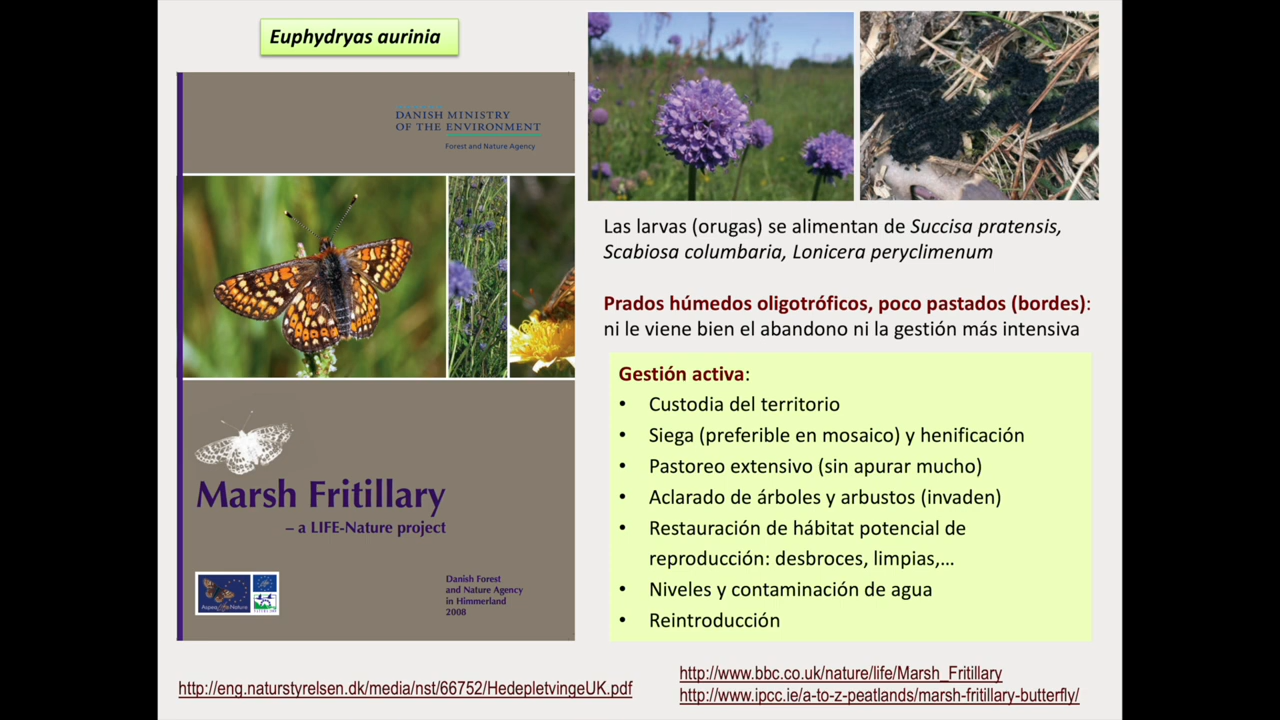 Euphydryas aurinia
DANISH MINISTRY
OF THE ENVIRONMENT
Forest and Nature Agency
Marsh Fritillary
– a LIFE-Nature project
Danish Forest
and Nature Agency
in Himmerland
2008
http://eng.naturstyrelsen.dk/media/nst/66752/HedepletvingeUK.pdf
Las larvas (orugas) se alimentan de Succisa pratensis,
Scabiosa columbaria, Lonicera peryclimenum
Prados húmedos oligotróficos, poco pastados (bordes):
ni le viene bien el abandono ni la gestión más intensiva
Gestión activa:
• Custodia del territorio
• Siega (preferible en mosaico) y henificación
• Pastoreo extensivo (sin apurar mucho)
• Aclarado de árboles y arbustos (invaden)
• Restauración de hábitat potencial de
reproducción: desbroces, limpias,...
• Niveles y contaminación de agua
• Reintroducción
http://www.bbc.co.uk/nature/life/Marsh_Fritillary
http://www.ipcc.ie/a-to-z-peatlands/marsh-fritillary-butterfly/